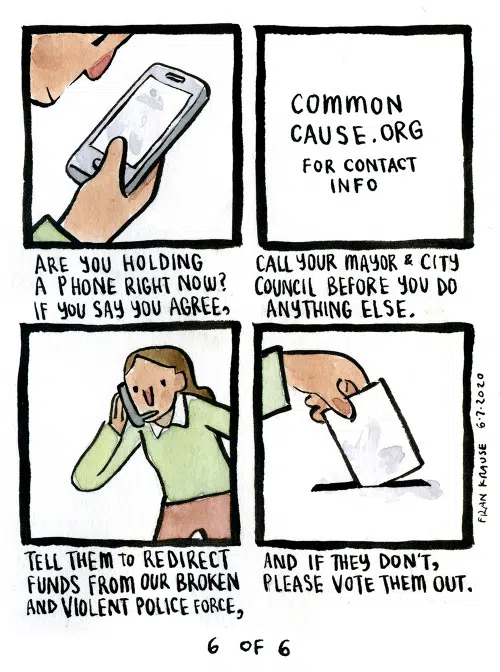 COMMON
CAUSE.ORG
FOR CONTACT
INFO
ARE YOU HOLDING
A PHONE RIGHT NOW?
IF YOU SAY YOU AGREE,
CALL YOUR MAYOR & CITY
COUNCIL BEFORE YOU DO
ANYTHING ELSE.
TELL THEM TO REDIRECT
FUNDS FROM OUR BROKEN
AND VIOLENT POLICE FORCE,
AND IF THEY DON'T,
PLEASE VOTE THEM OUT.
FRAN KRAUSE 6·7·2020
6 OF 6